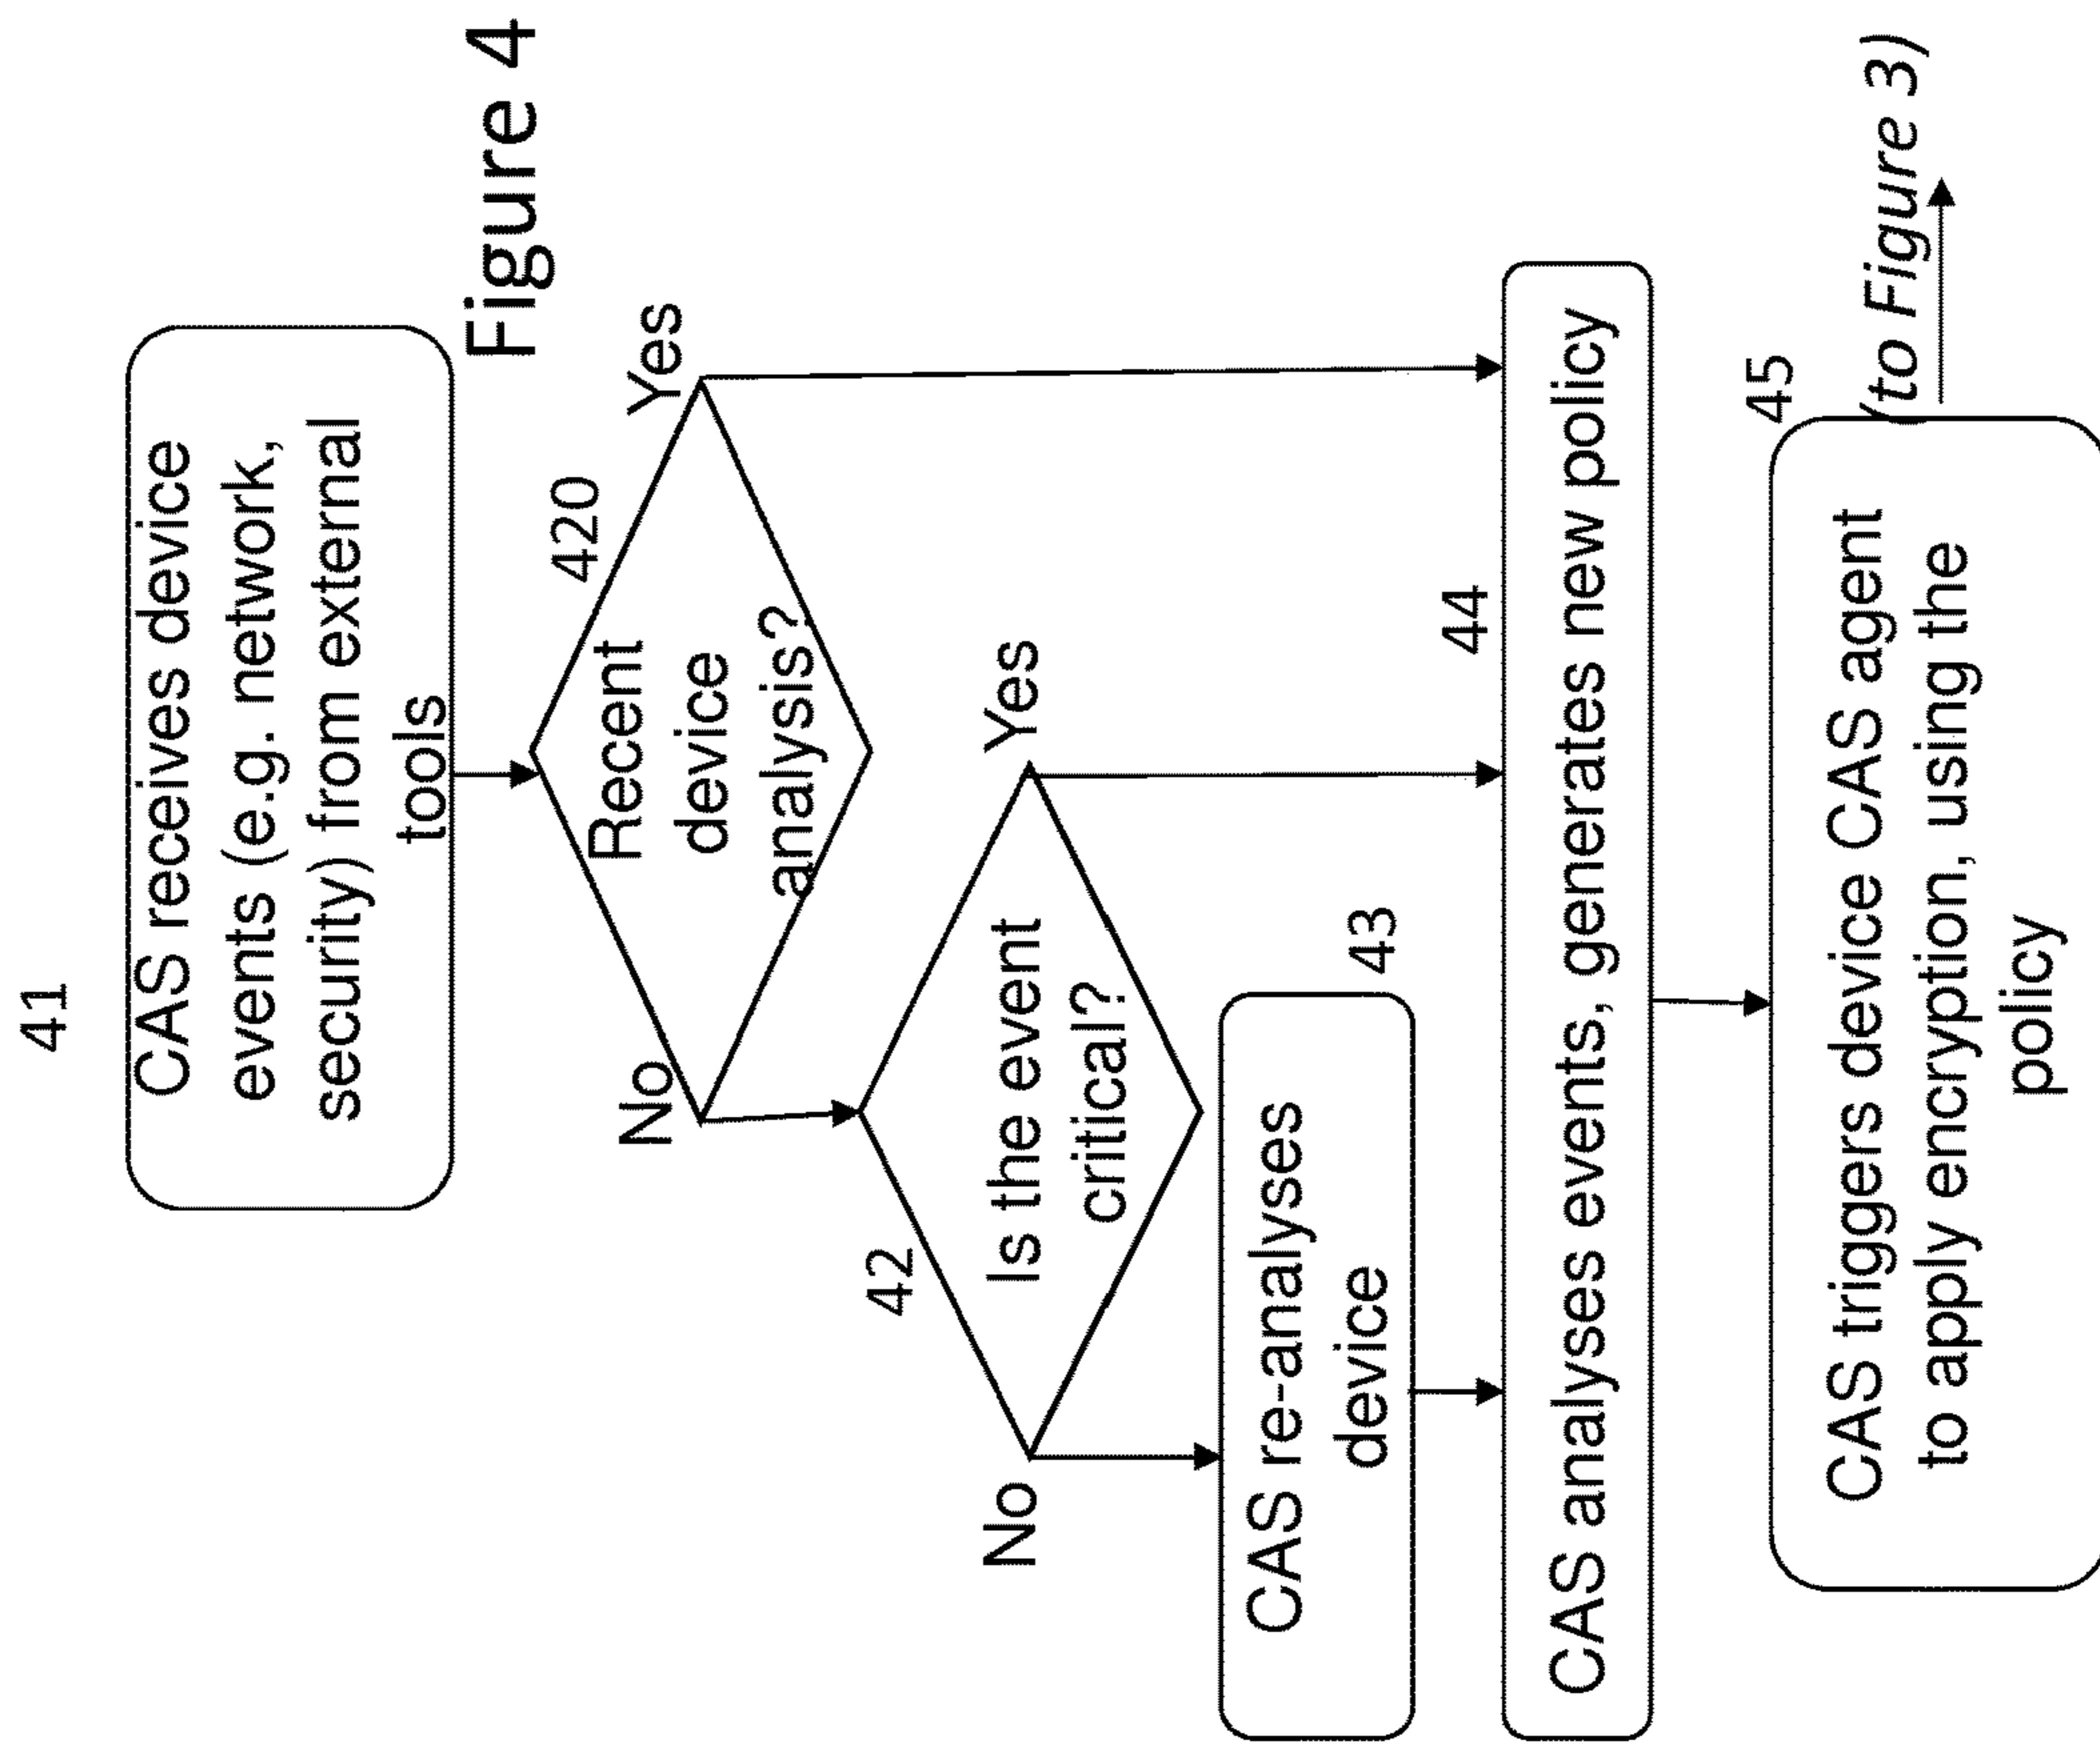 41
CAS receives device
events (e.g. network,
security) from external
tools
Figure 4
420
Recent
device
analysis?
Yes
No
42
Is the event
critical?
Yes
No
43
CAS re-analyses
device
44
CAS analyses events, generates new policy
45
CAS triggers device CAS agent
to apply encryption, using the
policy
(to Figure 3)